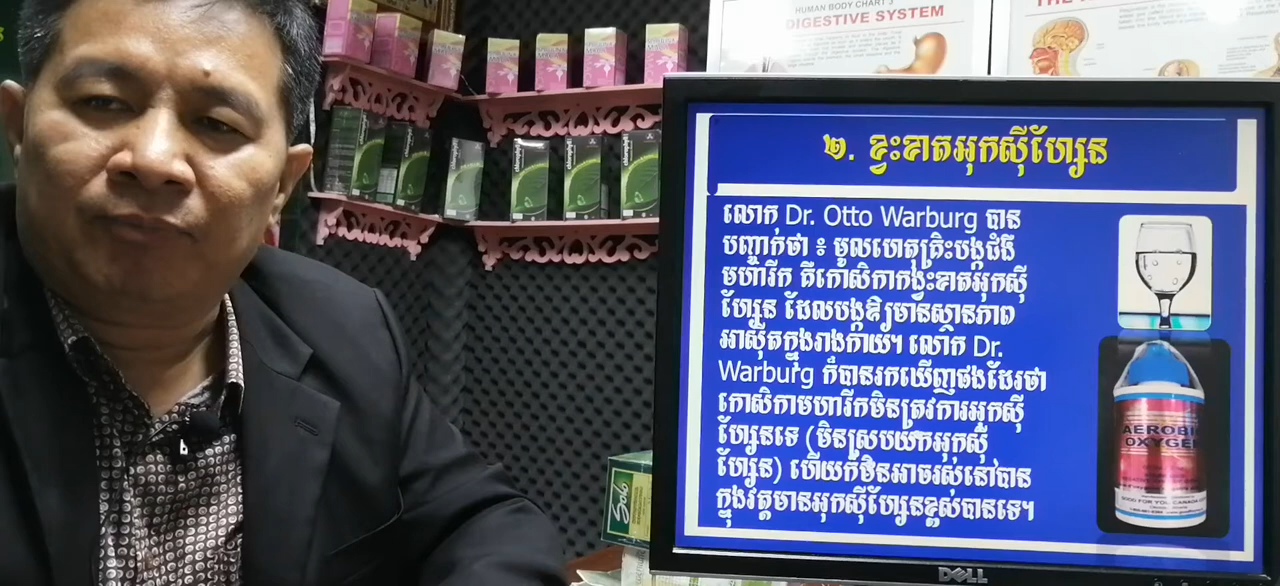 HUMAN BODY CHART 3
DIGESTIVE SYSTEM
២. ខ្វះខាតអុកស៊ីហ្សែន
លោក Dr. Otto Warburg បាន
បញ្ជាក់ថា ៖ មូលហេតុគ្រិះបង្កជំងឺ
មហារីក គឺកោសិកាកង្វះខាតអុកស៊ី
ហ្សែន ដែលបង្កឱ្យមានស្ថានភាព
អាស៊ីតក្នុងរាងកាយ។ លោក Dr.
Warburg ក៏បានរកឃើញផងដែរថា
កោសិកាមហារីកមិនត្រូវការអុកស៊ី
ហ្សែនទេ (មិនស្របយកអុកស៊ី
ហ្សែន) ហើយក៏មិនអាចរស់នៅបាន
ក្នុងវត្តមានអុកស៊ីហ្សែនខ្ពស់បានទេ។
AEROBIC
OXYGEN
GOOD FOR YOU CANADA
DELL